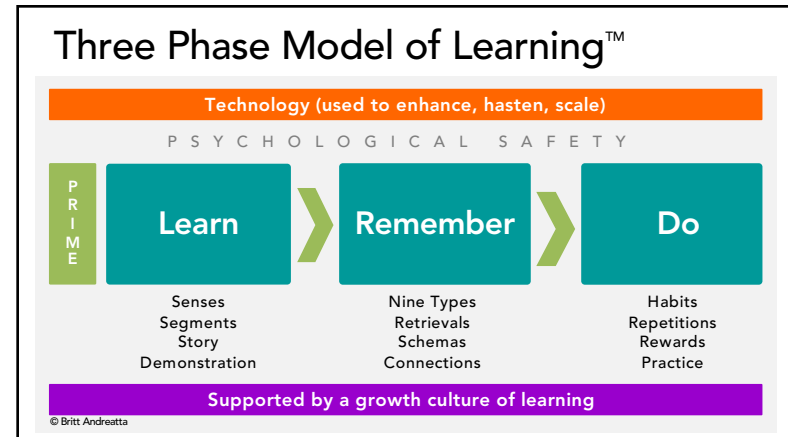 Three Phase Model of Learning™
Technology (used to enhance, hasten, scale)
PSYCHOLOGICAL SAFETY
PRIME
Learn
Remember
Do
Senses
Segments
Story
Demonstration
Nine Types
Retrievals
Schemas
Connections
Habits
Repetitions
Rewards
Practice
Supported by a growth culture of learning
© Britt Andreatta